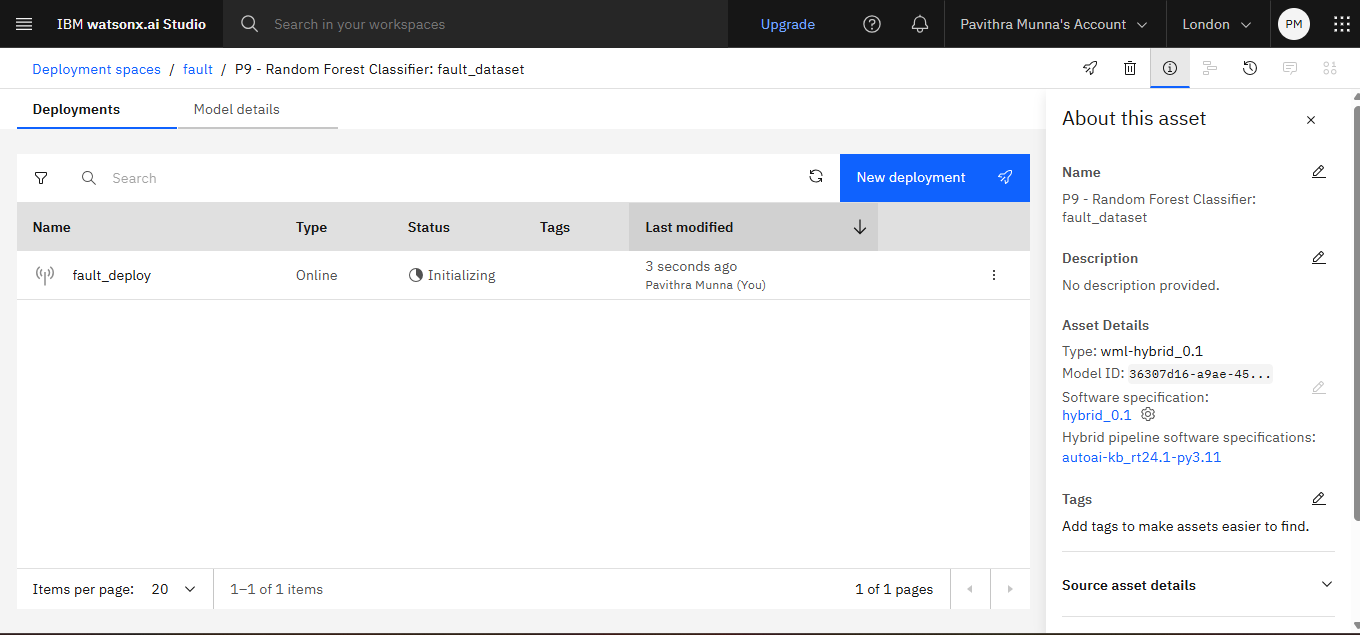 IBM watsonx.ai Studio
Search in your workspaces
Upgrade
Pavithra Munna's Account
London
PM
Deployment spaces / fault / P9 - Random Forest Classifier: fault_dataset
Deployments
Model details
Search
New deployment
Name Type Status Tags Last modified
fault_deploy Online Initializing 3 seconds ago
Pavithra Munna (You)
Items per page: 20
1–1 of 1 items
1 of 1 pages
About this asset
Name
P9 - Random Forest Classifier:
fault_dataset
Description
No description provided.
Asset Details
Type: wml-hybrid_0.1
Model ID: 36307d16-a9ae-45...
Software specification:
hybrid_0.1
Hybrid pipeline software specifications:
autoai-kb_rt24.1-py3.11
Tags
Add tags to make assets easier to find.
Source asset details